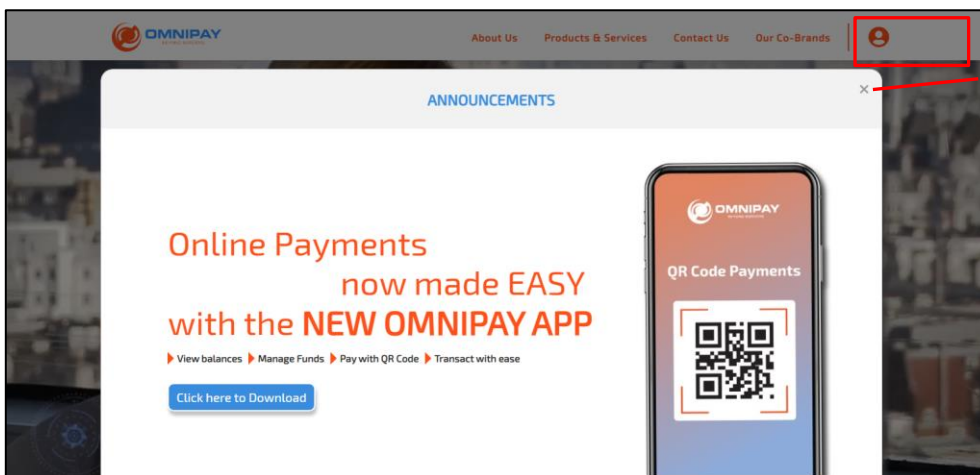 OMNIPAY
About Us Products & Services Contact Us Our Co-Brands
ANNOUNCEMENTS
×
Online Payments
now made EASY
with the NEW OMNIPAY APP
View balances Manage Funds Pay with QR Code Transact with ease
Click here to Download
OMNIPAY
QR Code Payments